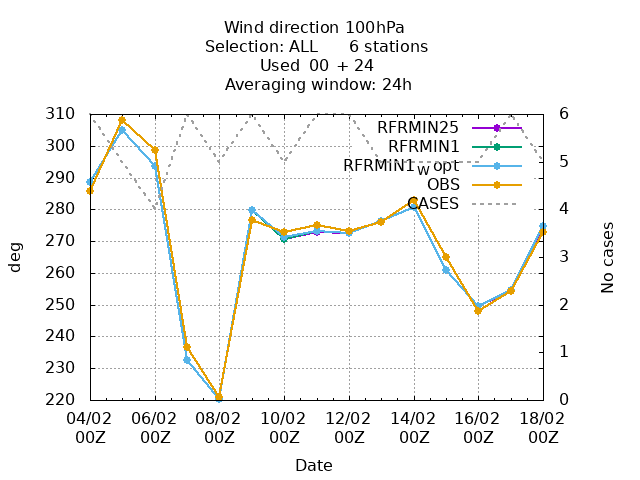 Wind direction 100hPa
Selection: ALL 6 stations
Used 00 + 24
Averaging window: 24h
310
300
290
280
270
260
250
240
230
220
deg
6
5
4
3
2
1
0
No cases
RFRMIN25
RFRMIN1
RFRMIN1wopt
OBS
CASES
04/02 06/02 08/02 10/02 12/02 14/02 16/02 18/02
00Z 00Z 00Z 00Z 00Z 00Z 00Z 00Z
Date